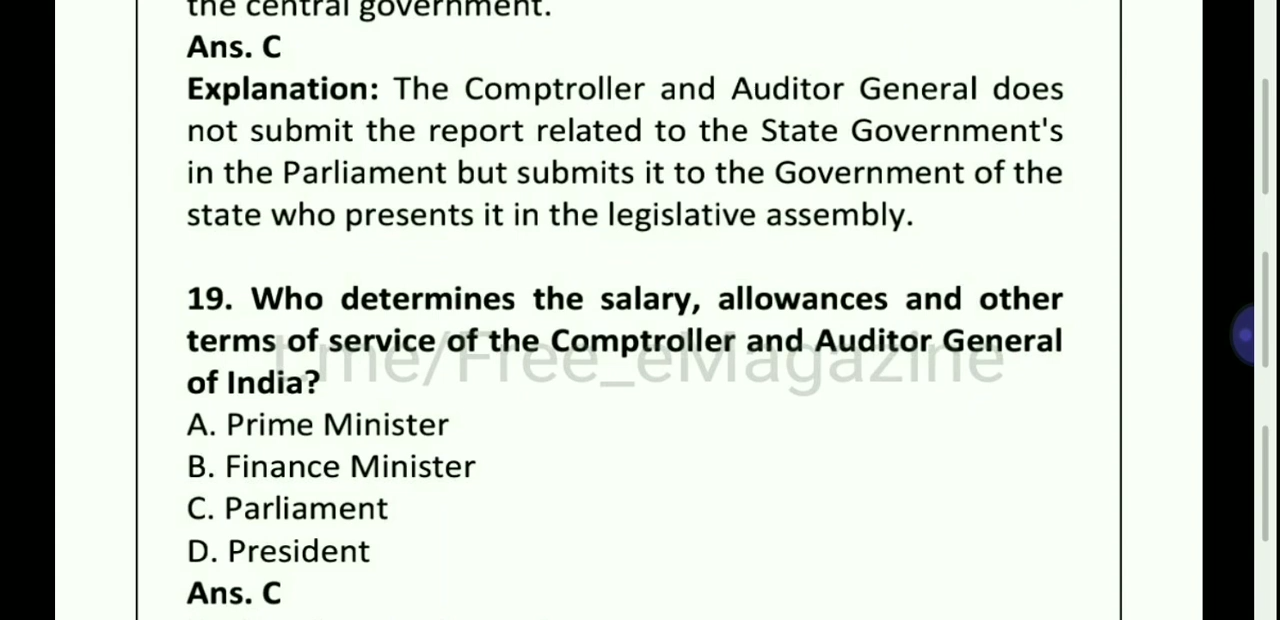 the central government.
Ans. C
Explanation: The Comptroller and Auditor General does
not submit the report related to the State Government's
in the Parliament but submits it to the Government of the
state who presents it in the legislative assembly.
19. Who determines the salary, allowances and other
terms of service of the Comptroller and Auditor General
t.me/Free_eMagazine
of India?
A. Prime Minister
B. Finance Minister
C. Parliament
D. President
Ans. C